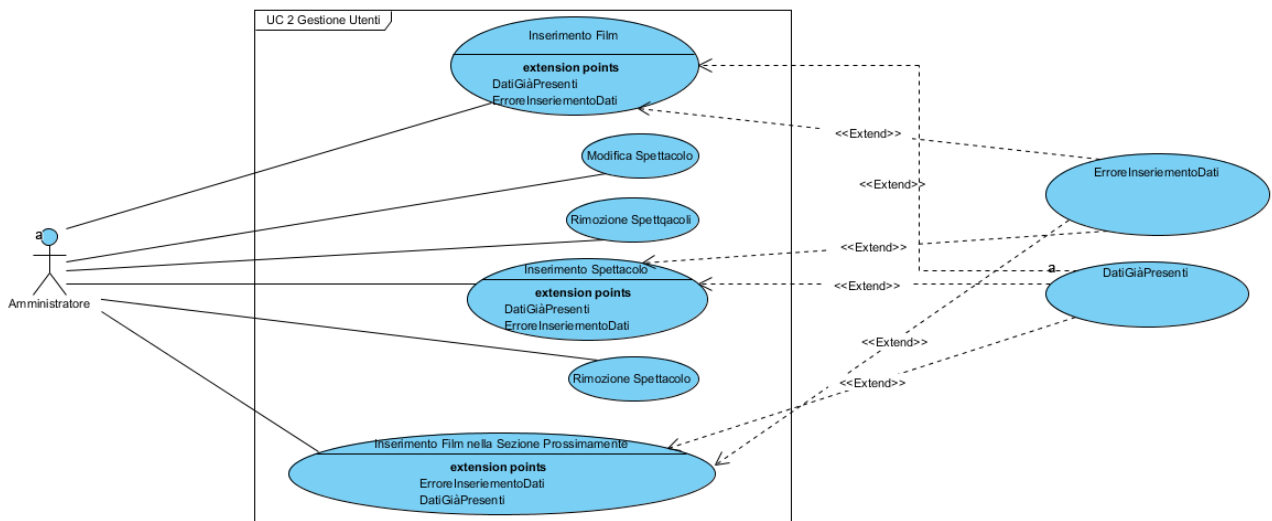 UC 2 Gestione Utenti
Inserimento Film
extension points
DatiGiàPresenti
ErroreInseriementoDati
<<Extend>>
Modifica Spettacolo
ErroreInseriementoDati
<<Extend>>
Rimozione Spettqacoli
a
Amministratore
<<Extend>>
Inserimento Spettacolo
extension points
DatiGiàPresenti
ErroreInseriementoDati
<<Extend>>
a
DatiGiàPresenti
<<Extend>>
Rimozione Spettacolo
<<Extend>>
Inserimento Film nella Sezione Prossimamente
extension points
ErroreInseriementoDati
DatiGiàPresenti